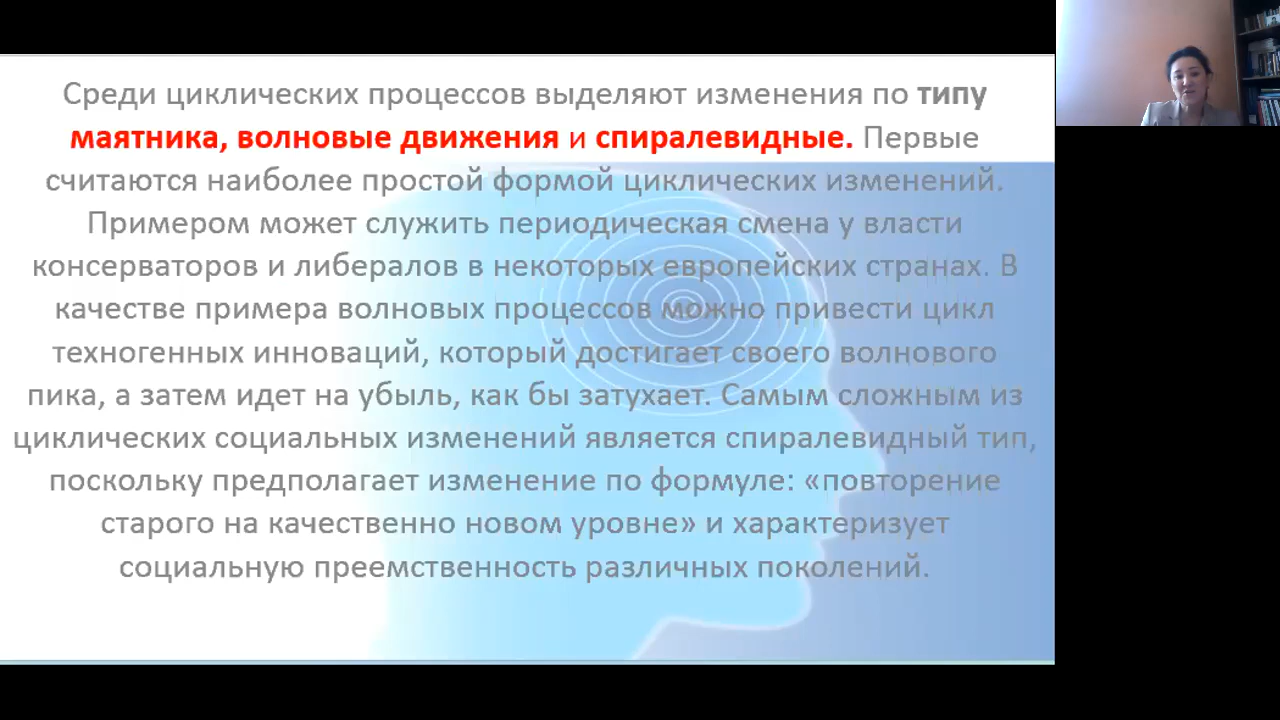 Среди циклических процессов выделяют изменения по типу
маятника, волновые движения и спиралевидные. Первые
считаются наиболее простой формой циклических изменений.
Примером может служить периодическая смена у власти
консерваторов и либералов в некоторых европейских странах. В
качестве примера волновых процессов можно привести цикл
техногенных инноваций, который достигает своего волнового
пика, а затем идет на убыль, как бы затухает. Самым сложным из
циклических социальных изменений является спиралевидный тип,
поскольку предполагает изменение по формуле: «повторение
старого на качественно новом уровне» и характеризует
социальную преемственность различных поколений.